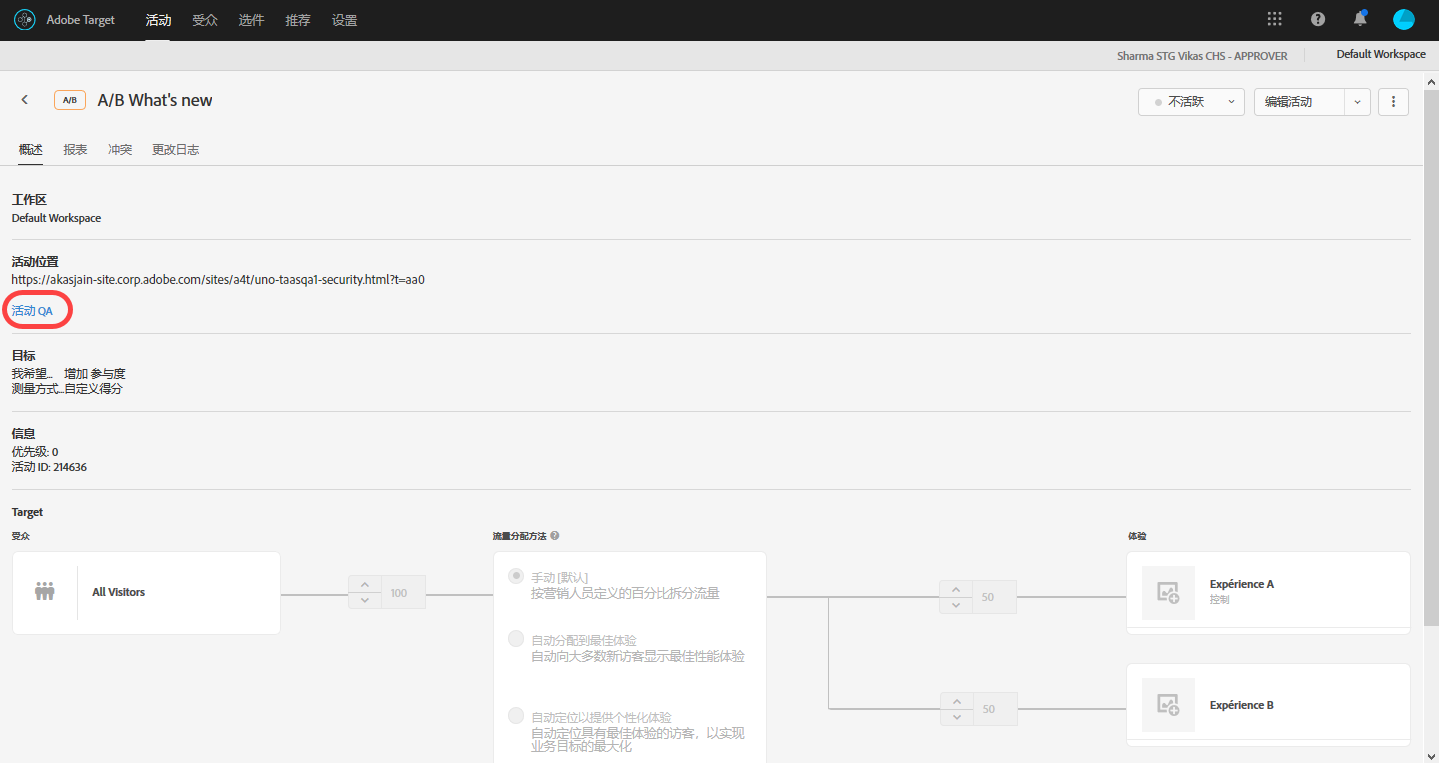 Adobe Target 活动 受众 选件 推荐 设置
Sharma STG Vikas CHS - APPROVER Default Workspace
A/B A/B What's new 不活跃 编辑活动
概述 报表 冲突 更改日志
工作区
Default Workspace
活动位置
https://akasjain-site.corp.adobe.com/sites/a4t/uno-taasqa1-security.html?t=aa0
活动 QA
目标
我希望... 增加 参与度
测量方式...自定义得分
信息
优先级: 0
活动 ID: 214636
Target
受众 流量分配方法 体验
All Visitors
100
手动 [默认]
按营销人员定义的百分比拆分流量
自动分配到最佳体验
自动向大多数新访客显示最佳性能体验
自动定位以提供个性化体验
自动定位具有最佳体验的访客，以实现
业务目标的最大化
50
Expérience A
控制
50
Expérience B